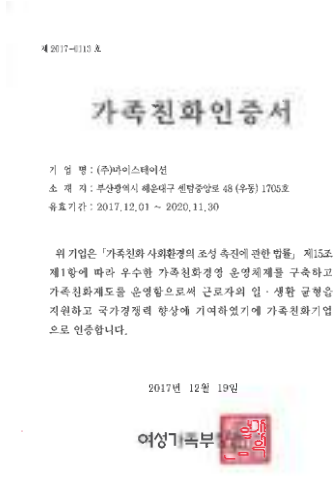 제 2017-0113 호
가족친화인증서
기 업 명 : (주)바이스테이션
소 재 지 : 부산광역시 해운대구 센텀중앙로 48 (우동) 1705호
유효기간 : 2017.12.01 ~ 2020.11.30
위 기업은 「가족친화 사회환경의 조성 촉진에 관한 법률」 제15조
제1항에 따라 우수한 가족친화경영 운영체제를 구축하고
가족친화제도를 운영함으로써 근로자의 일 · 생활 균형을
지원하고 국가경쟁력 향상에 기여하였기에 가족친화기업
으로 인증합니다.
2017년 12월 19일
여성가족부